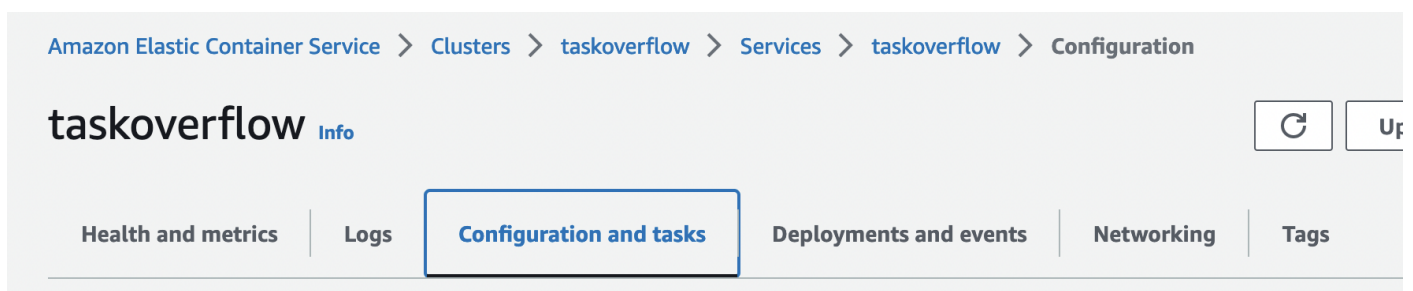 Amazon Elastic Container Service > Clusters > taskoverflow > Services > taskoverflow > Configuration
taskoverflow Info
Up
Health and metrics Logs Configuration and tasks Deployments and events Networking Tags